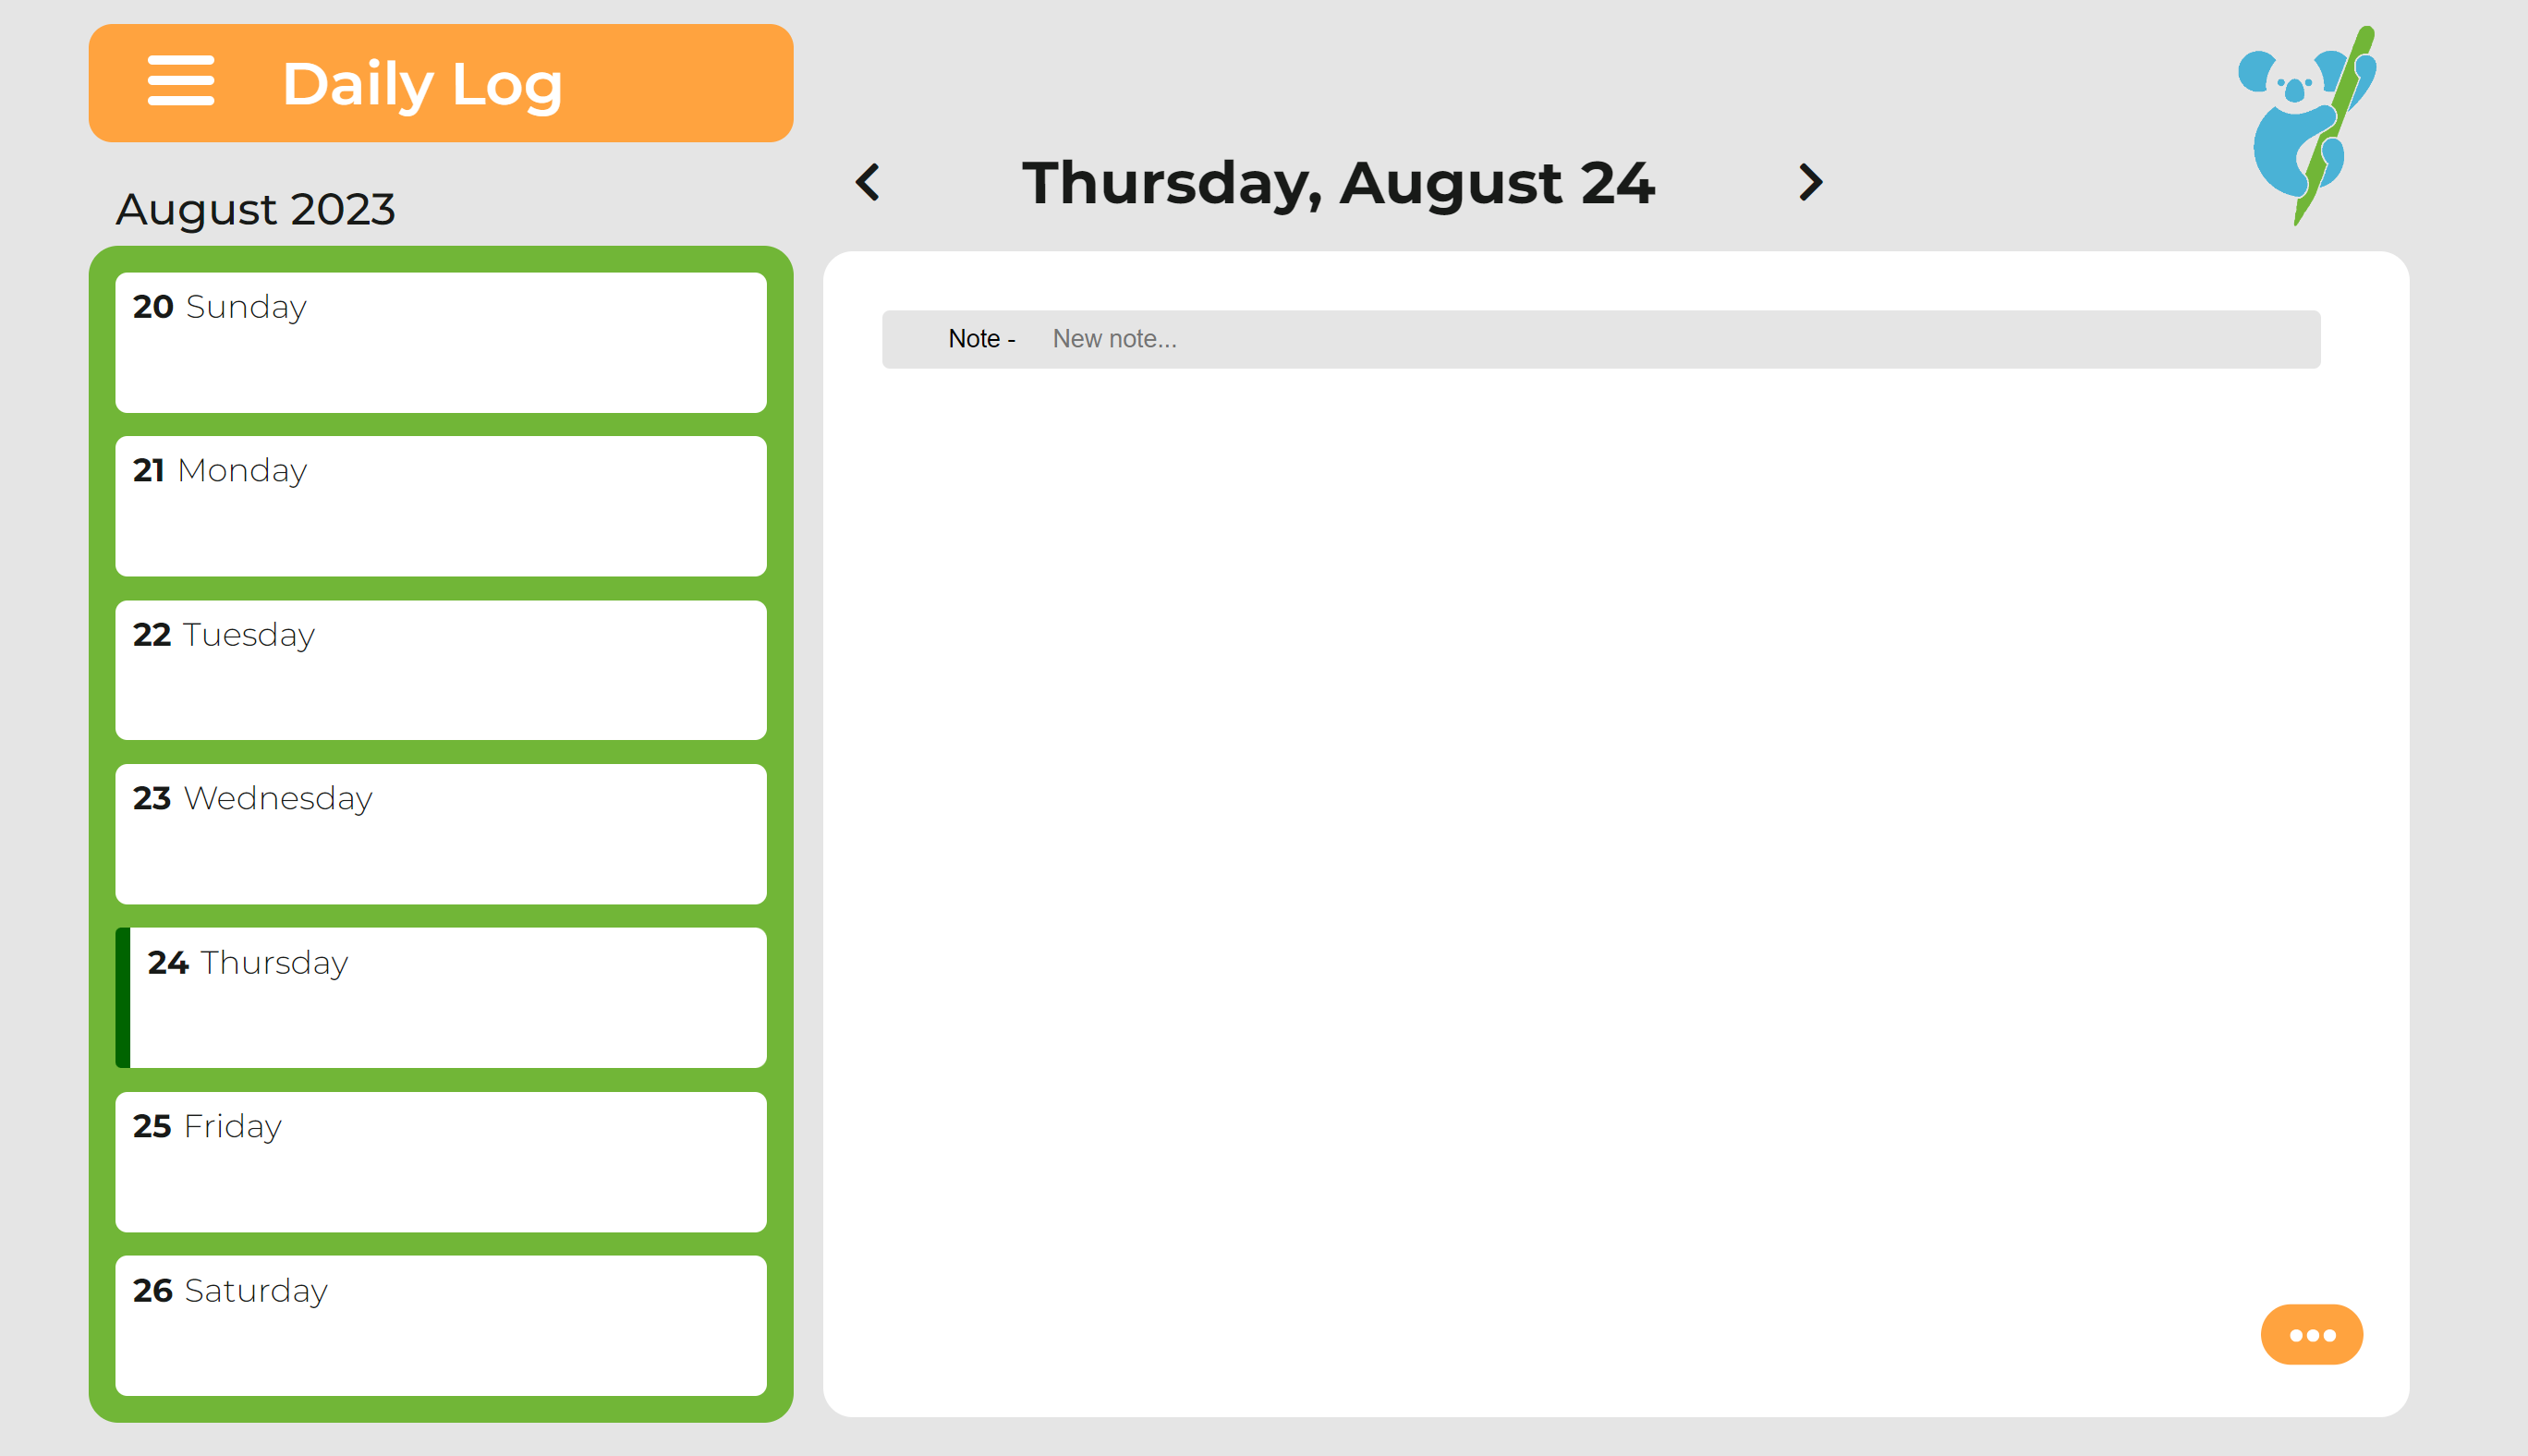 Daily Log
August 2023
20 Sunday
21 Monday
22 Tuesday
23 Wednesday
24 Thursday
25 Friday
26 Saturday
Thursday, August 24
Note - New note...